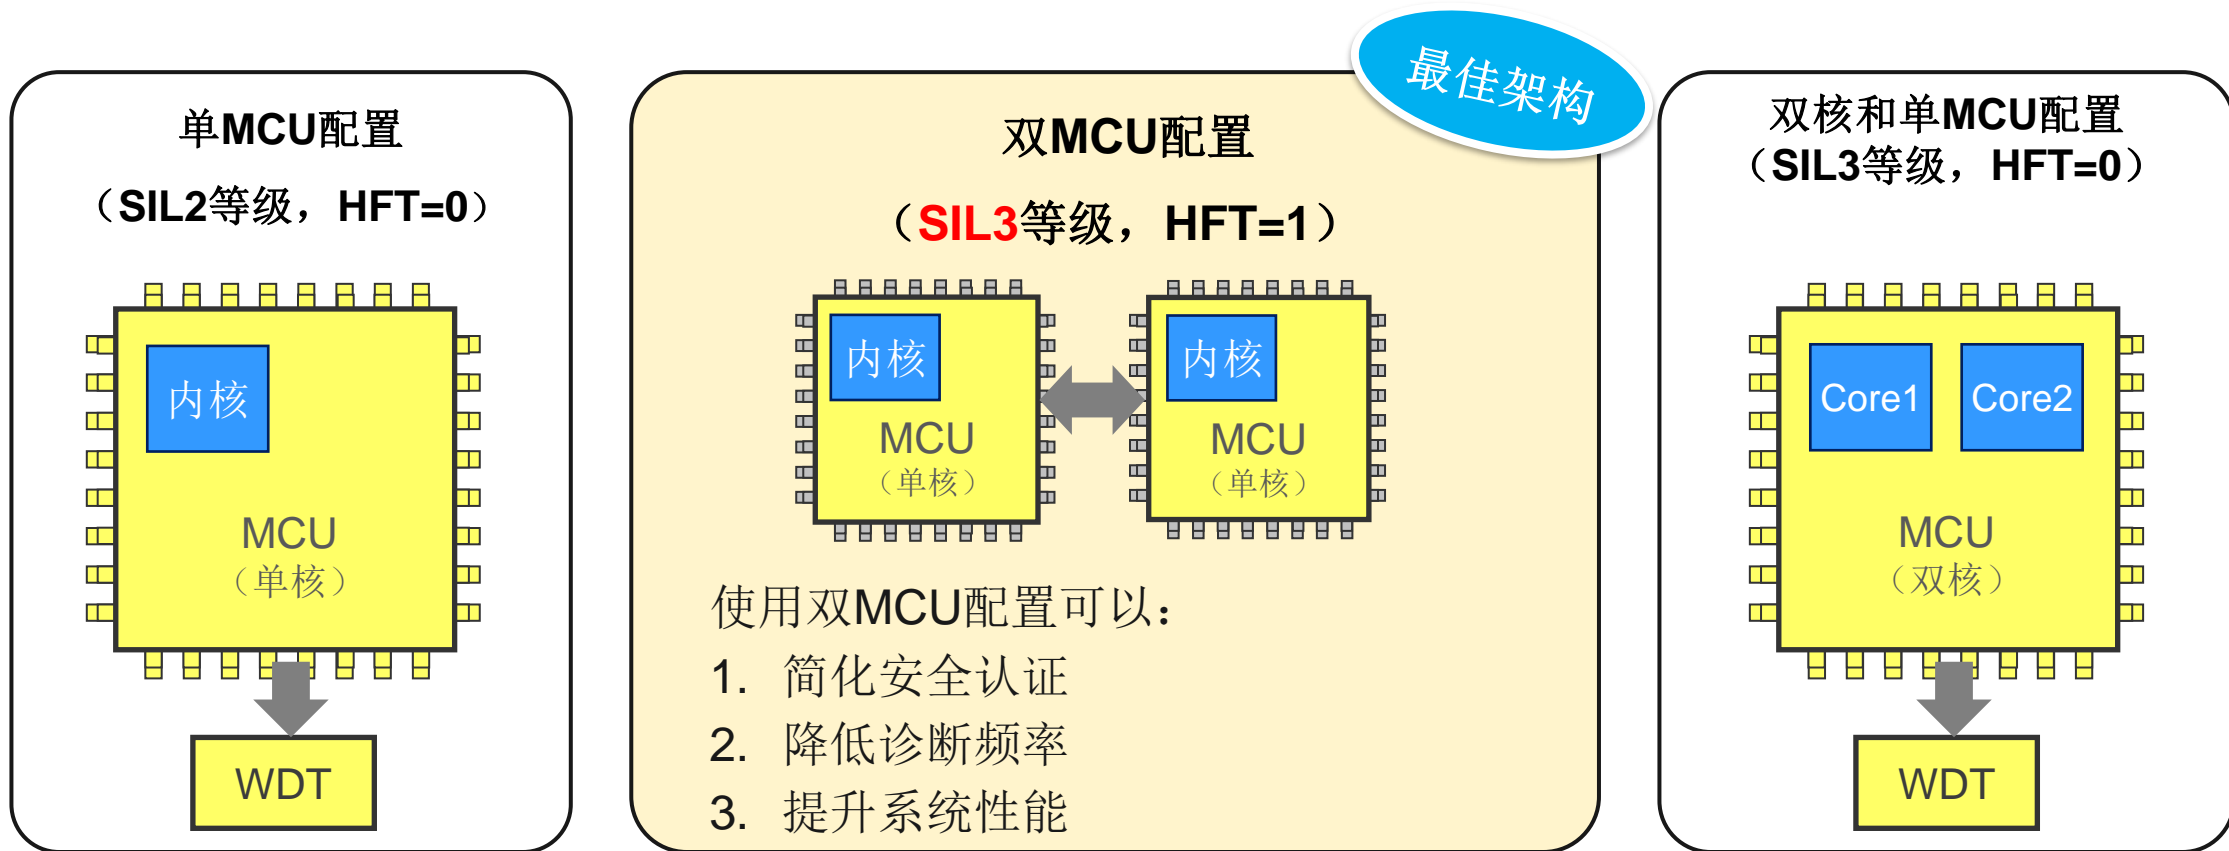 单MCU配置
（SIL2等级，HFT=0）
内核
MCU
（单核）
WDT
最佳架构
双MCU配置
（SIL3等级，HFT=1）
内核
MCU
（单核）
内核
MCU
（单核）
使用双MCU配置可以：
1. 简化安全认证
2. 降低诊断频率
3. 提升系统性能
双核和单MCU配置
（SIL3等级，HFT=0）
Core1
Core2
MCU
（双核）
WDT